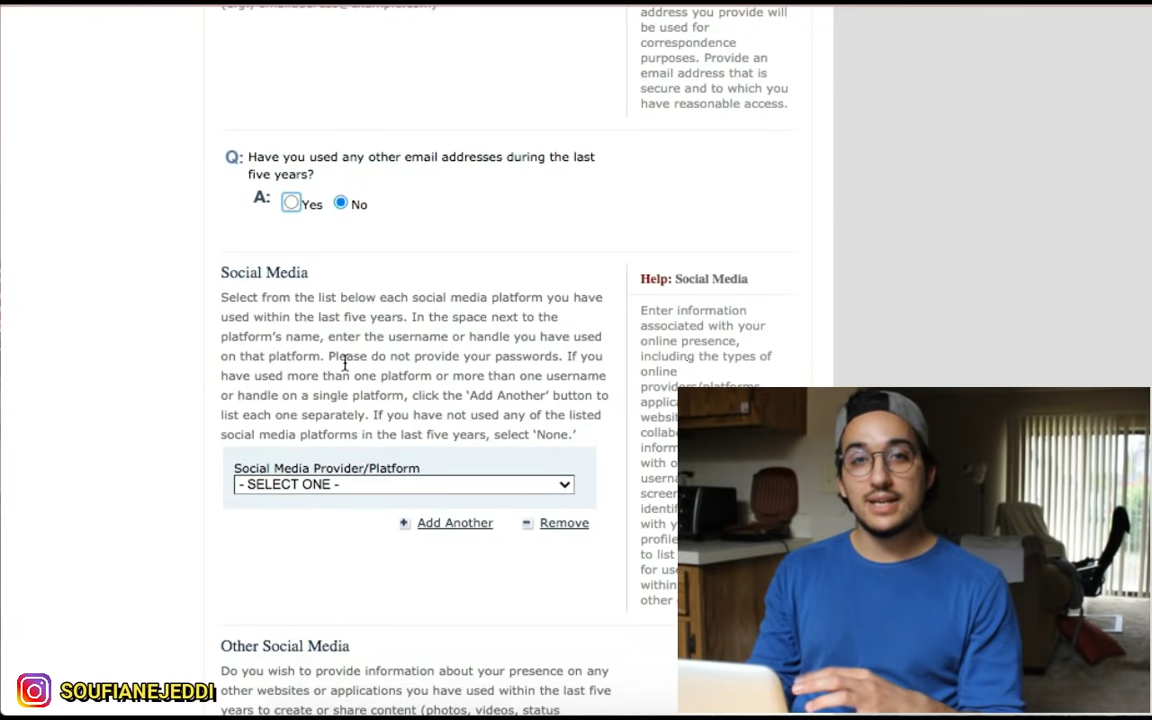 address you provide will
be used for
correspondence
purposes. Provide an
email address that is
secure and to which you
have reasonable access.
Q: Have you used any other email addresses during the last
five years?
A: Yes No
Social Media
Select from the list below each social media platform you have
used within the last five years. In the space next to the
platform's name, enter the username or handle you have used
on that platform. Please do not provide your passwords. If you
have used more than one platform or more than one username
or handle on a single platform, click the 'Add Another' button to
list each one separately. If you have not used any of the listed
social media platforms in the last five years, select 'None.'
Social Media Provider/Platform
- SELECT ONE -
Add Another Remove
Help: Social Media
Enter information
associated with your
online presence,
including the types of
online
providers/platforms
with
to list
for
within
other
Other Social Media
Do you wish to provide information about your presence on any
other websites or applications you have used within the last five
years to create or share content (photos, videos, status
SOUFIANEJEDDI